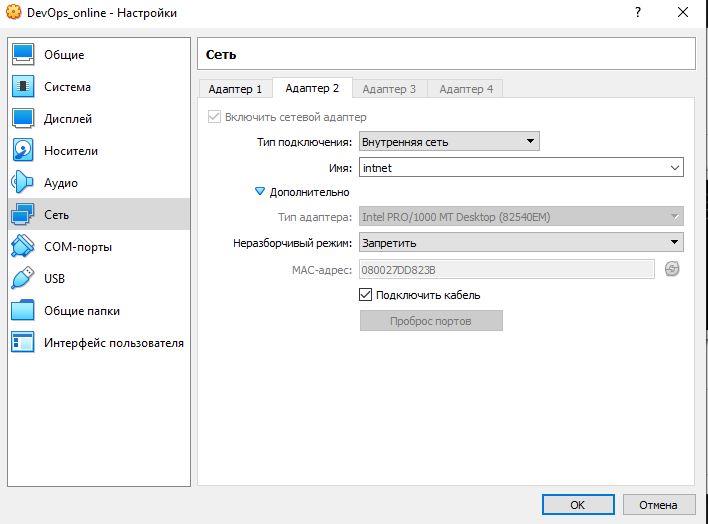 DevOps_online - Настройки
?
Общие
Система
Дисплей
Носители
Аудио
Сеть
COM-порты
USB
Общие папки
Интерфейс пользователя
Сеть
Адаптер 1 Адаптер 2 Адаптер 3 Адаптер 4
Включить сетевой адаптер
Тип подключения: Внутренняя сеть
Имя: intnet
Дополнительно
Тип адаптера: Intel PRO/1000 MT Desktop (82540EM)
Неразборчивый режим: Запретить
MAC-адрес: 080027DD823B
Подключить кабель
Проброс портов
OK Отмена